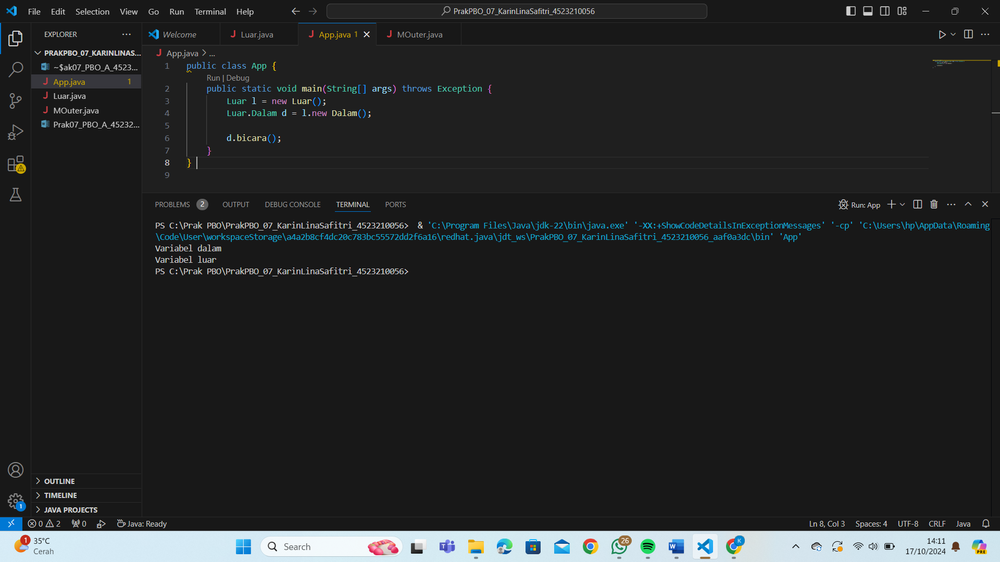 File Edit Selection View Go Run Terminal Help
PrakPBO_07_KarinLinaSafitri_4523210056
EXPLORER
Welcome
Luar.java
App.java 1
MOuter.java
PRAKPBO_07_KARINLINAS...
~$ak07_PBO_A_4523...
App.java 1
Luar.java
MOuter.java
Prak07_PBO_A_45232...
App.java > ...
1 public class App {
Run | Debug
2 public static void main(String[] args) throws Exception {
3 Luar l = new Luar();
4 Luar.Dalam d = l.new Dalam();
5
6 d.bicara();
7 }
8 }
9
PROBLEMS 2 OUTPUT DEBUG CONSOLE TERMINAL PORTS
Run: App
PS C:\Prak PBO\PrakPBO_07_KarinLinaSafitri_4523210056> & 'C:\Program Files\Java\jdk-22\bin\java.exe' '-XX:+ShowCodeDetailsInExceptionMessages' '-cp' 'C:\Users\hp\AppData\Roaming
\Code\User\workspaceStorage\a4a2b8cf4dc20c783bc55572dd2f6a16\redhat.java\jdt_ws\PrakPBO_07_KarinLinaSafitri_4523210056_aaf0a3dc\bin' 'App'
Variabel dalam
Variabel luar
PS C:\Prak PBO\PrakPBO_07_KarinLinaSafitri_4523210056>
OUTLINE
TIMELINE
JAVA PROJECTS
1
0 2 0 Java: Ready
Ln 8, Col 3 Spaces: 4 UTF-8 CRLF Java
1
35°C
Cerah
Search
26
K
14:11
17/10/2024
PRE